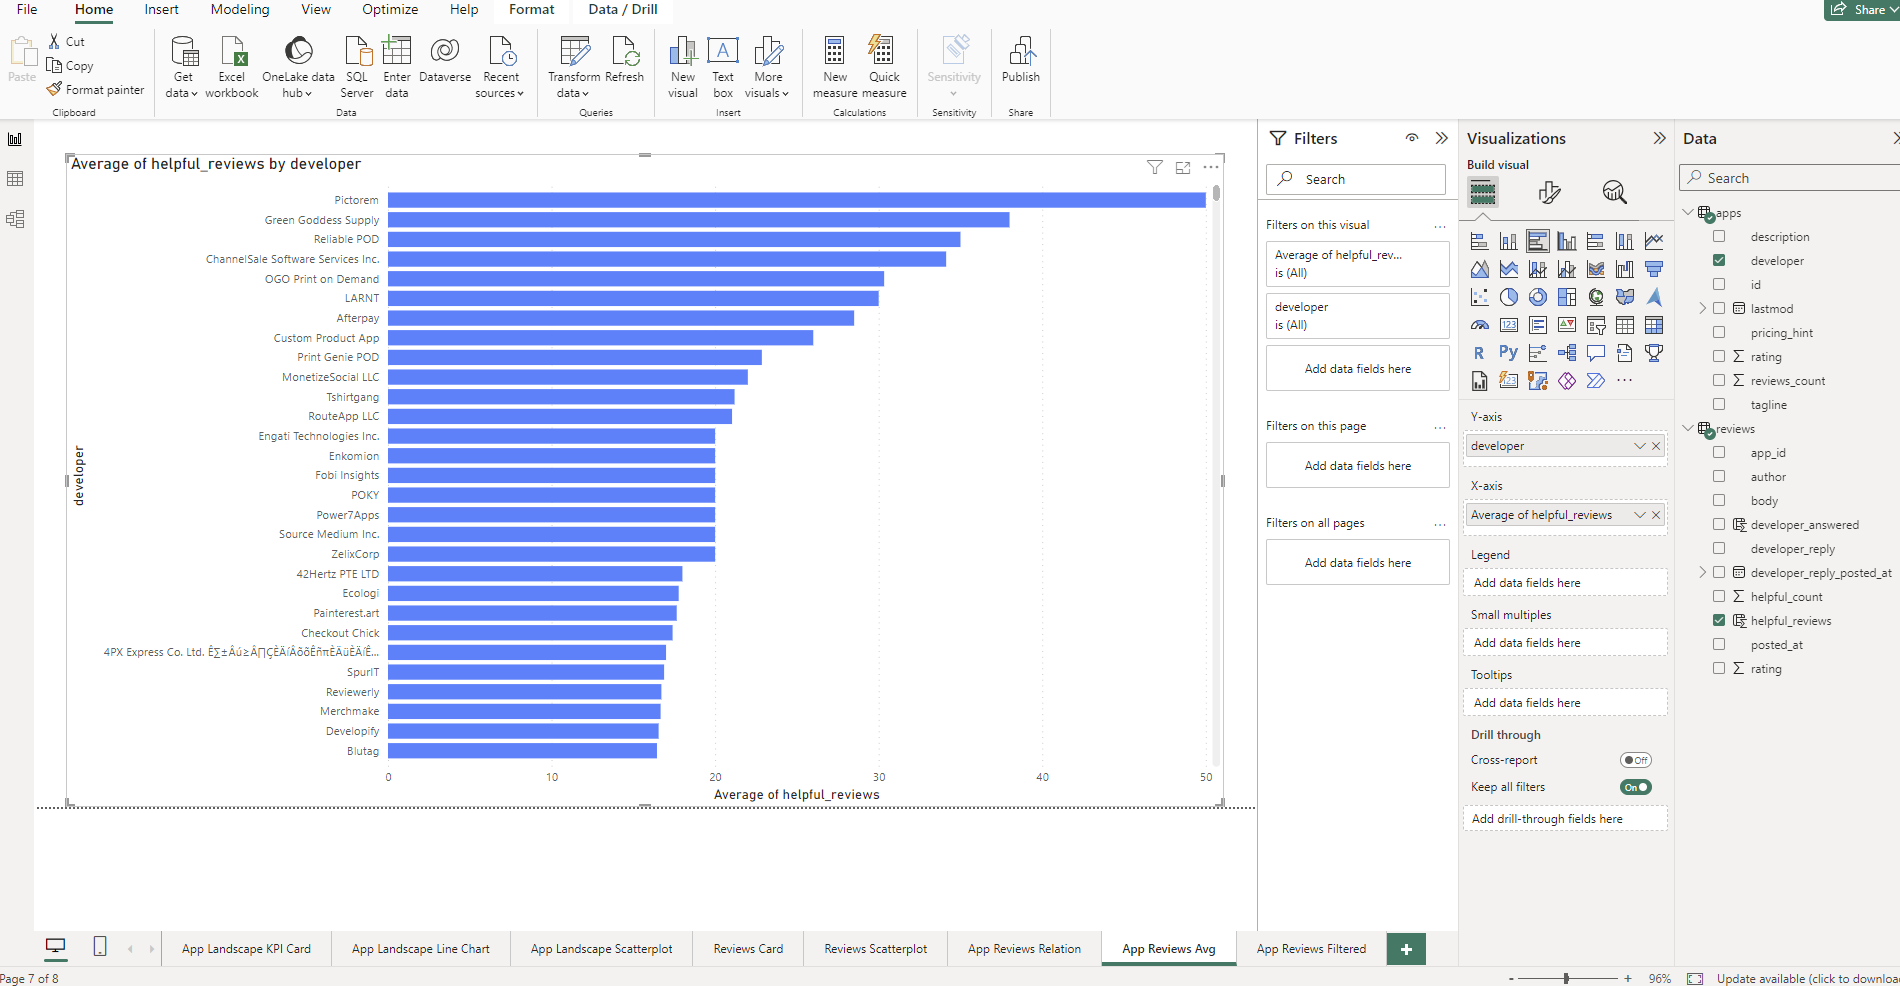 File Home Insert Modeling View Optimize Help Format Data / Drill Share
Paste
Cut
Copy
Format painter
Clipboard
Get data
Excel workbook
OneLake data hub
SQL Server
Enter data
Dataverse
Recent sources
Data
Transform data
Refresh
Queries
New visual
Text box
More visuals
Insert
New measure
Quick measure
Calculations
Sensitivity
Sensitivity
Publish
Share
Average of helpful_reviews by developer
developer
Pictorem
Green Goddess Supply
Reliable POD
ChannelSale Software Services Inc.
OGO Print on Demand
LARNT
Afterpay
Custom Product App
Print Genie POD
MonetizeSocial LLC
Tshirtgang
RouteApp LLC
Engati Technologies Inc.
Enkomion
Fobi Insights
POKY
Power7Apps
Source Medium Inc.
ZelixCorp
42Hertz PTE LTD
Ecologi
Painterest.art
Checkout Chick
4PX Express Co. Ltd.
SpurIT
Reviewerly
Merchmake
Developify
Blutag
0 10 20 30 40 50
Average of helpful_reviews
Filters
Search
Filters on this visual ...
Average of helpful_rev...
is (All)
developer
is (All)
Add data fields here
Filters on this page ...
Add data fields here
Filters on all pages ...
Add data fields here
Visualizations
Build visual
123
R
Py
123
...
Y-axis
developer
X-axis
Average of helpful_reviews
Legend
Add data fields here
Small multiples
Add data fields here
Tooltips
Add data fields here
Drill through
Cross-report Off
Keep all filters On
Add drill-through fields here
Data
Search
apps
description
developer
id
lastmod
pricing_hint
∑ rating
∑ reviews_count
tagline
reviews
app_id
author
body
developer_answered
developer_reply
developer_reply_posted_at
∑ helpful_count
helpful_reviews
posted_at
∑ rating
App Landscape KPI Card App Landscape Line Chart App Landscape Scatterplot Reviews Card Reviews Scatterplot App Reviews Relation App Reviews Avg App Reviews Filtered +
Page 7 of 8
- + 96% Update available (click to downloa